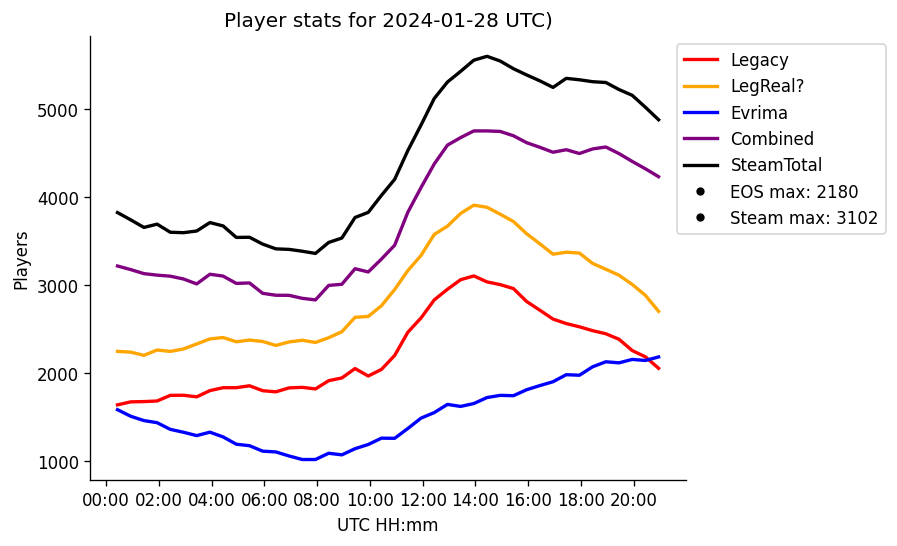 Player stats for 2024-01-28 UTC)
Legacy
LegReal?
Evrima
Combined
SteamTotal
EOS max: 2180
Steam max: 3102
Players
5000
4000
3000
2000
1000
00:00 02:00 04:00 06:00 08:00 10:00 12:00 14:00 16:00 18:00 20:00
UTC HH:mm